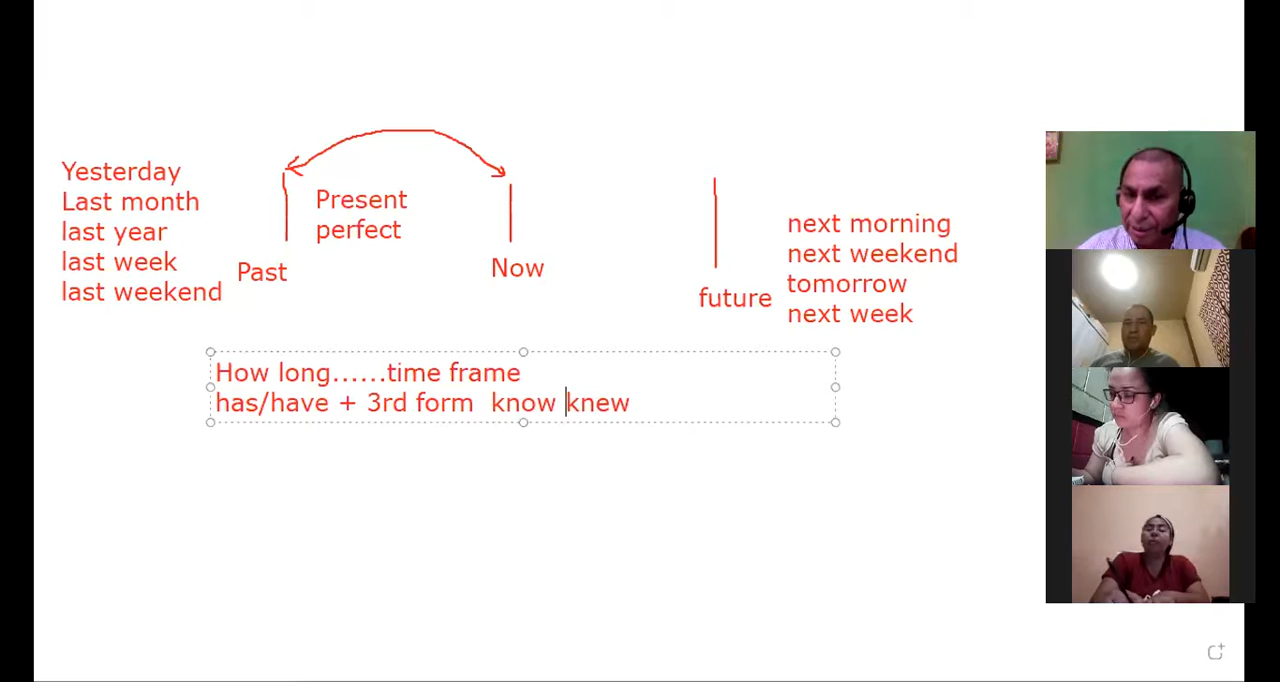 Yesterday
Last month
last year
last week
last weekend
Past
Present
perfect
Now
future
next morning
next weekend
tomorrow
next week
How long......time frame
has/have + 3rd form  know knew